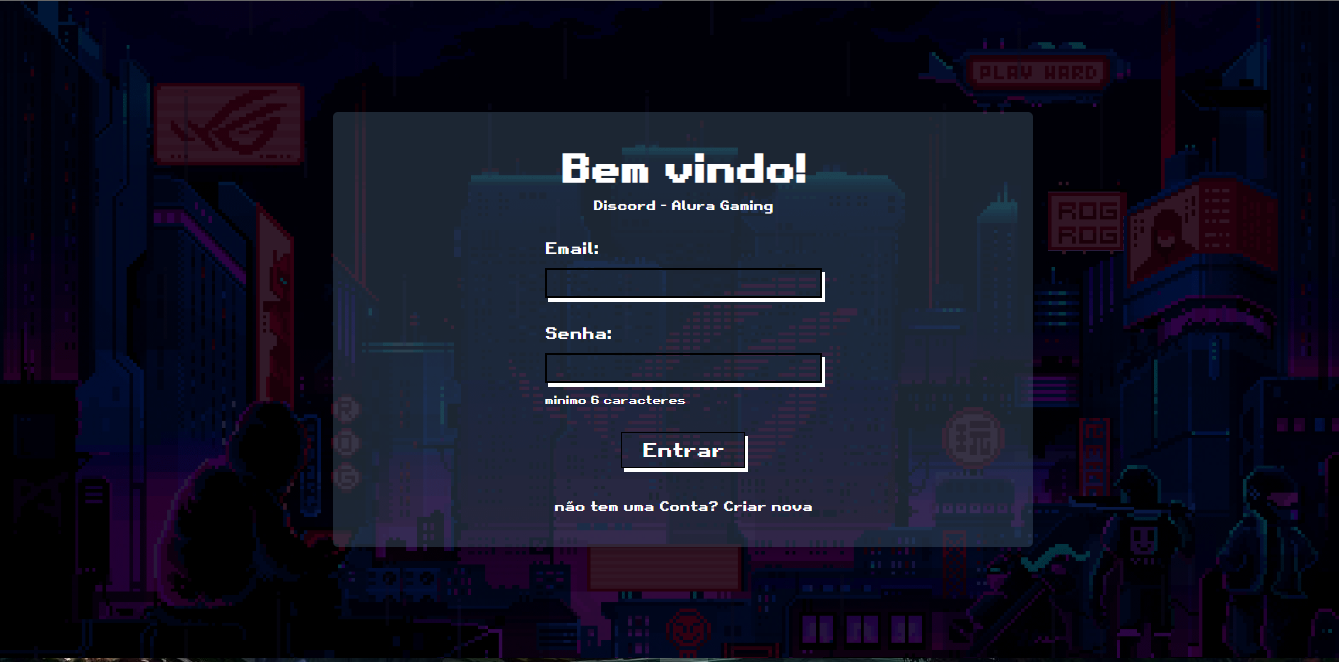 PLAY HARD
Bem vindo!
Discord - Alura Gaming
ROG
ROG
Email:
Senha:
minimo 6 caracteres
R
O
G
Entrar
não tem uma Conta? Criar nova